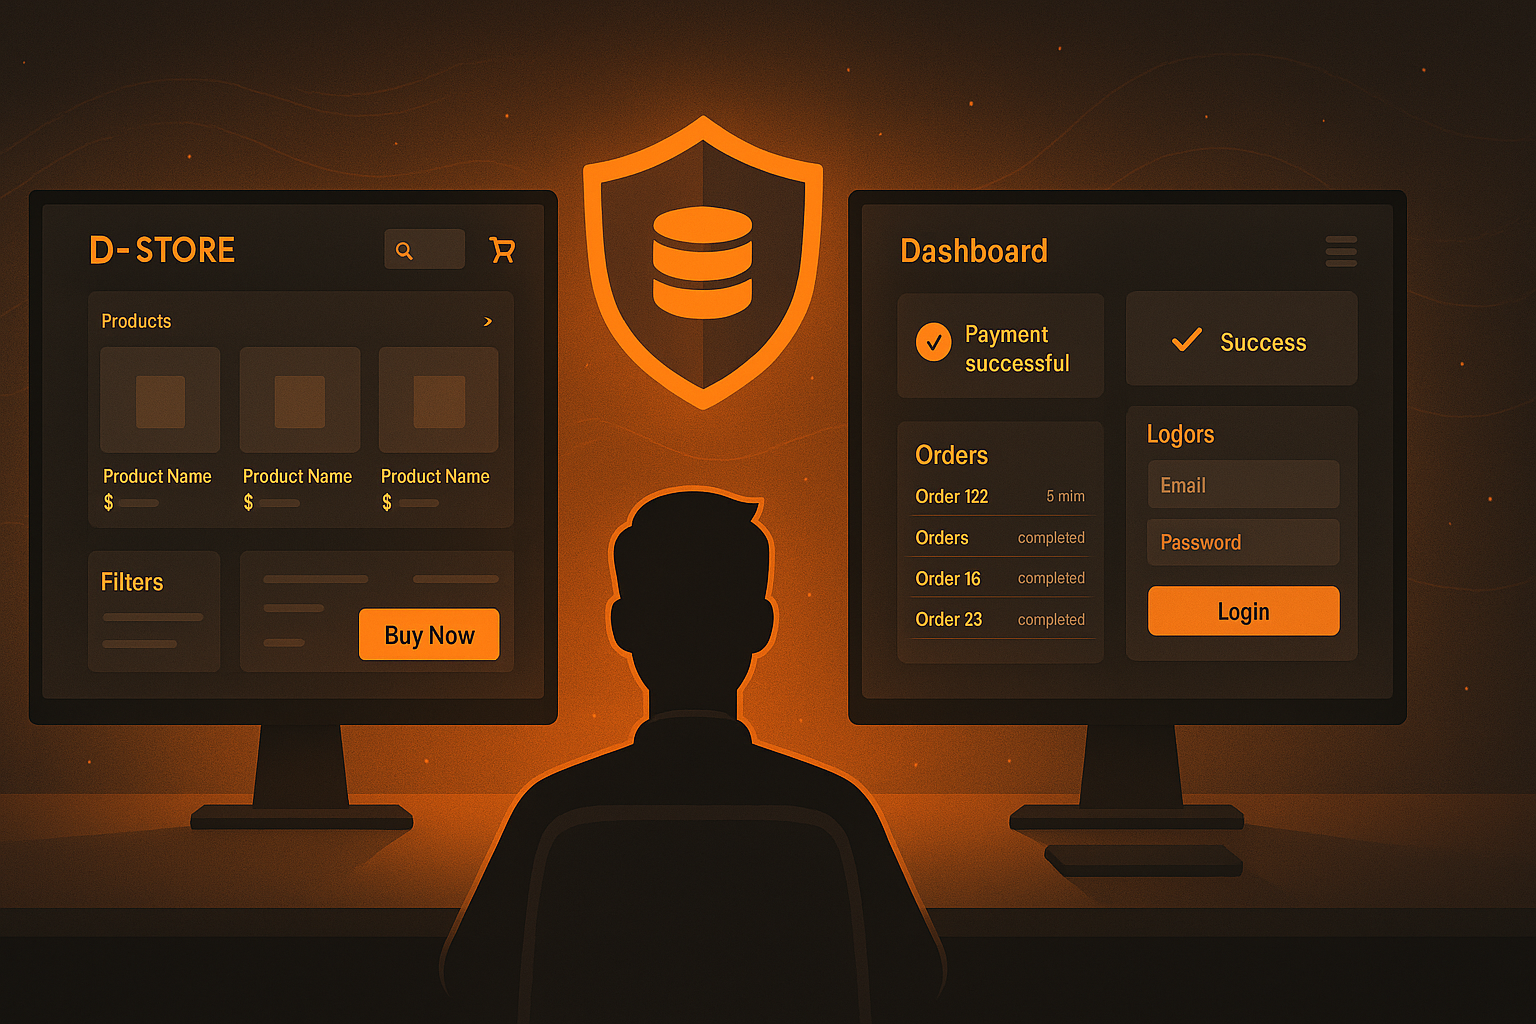 D-STORE
Products
Product Name
$
Product Name
$
Product Name
$
Filters
Buy Now
Dashboard
Payment
successful
Success
Orders
Order 122 5 mim
Orders completed
Order 16 completed
Order 23 completed
Logors
Email
Password
Login